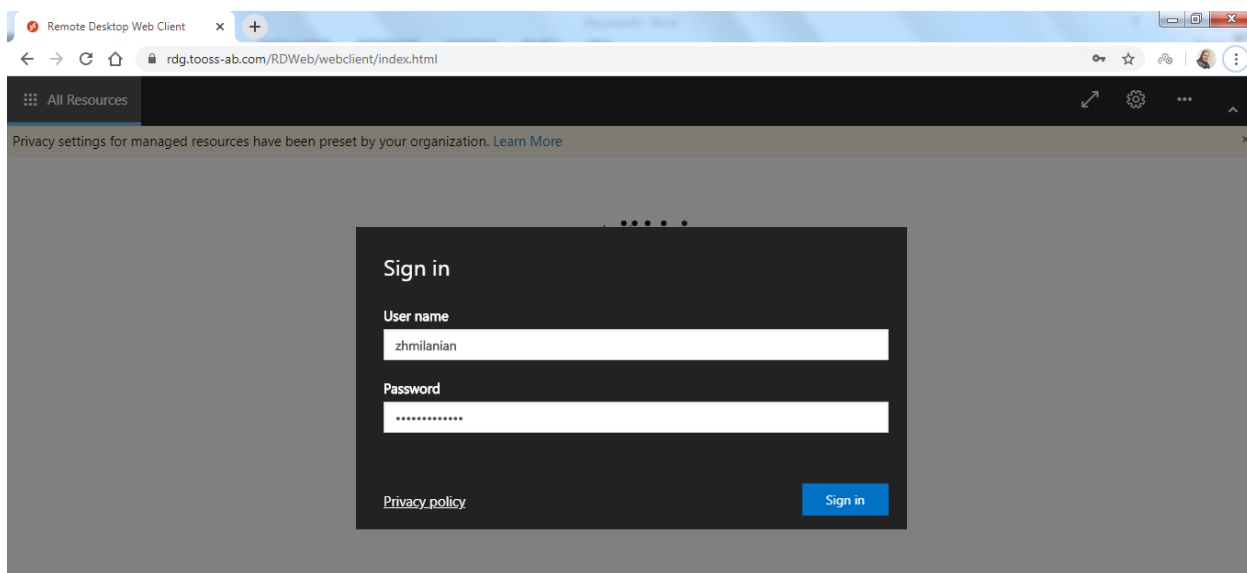 Remote Desktop Web Client
rdg.tooss-ab.com/RDWeb/webclient/index.html
All Resources
Privacy settings for managed resources have been preset by your organization. Learn More
Sign in
User name
zhmilanian
Password
•••••••••••••
Privacy policy
Sign in